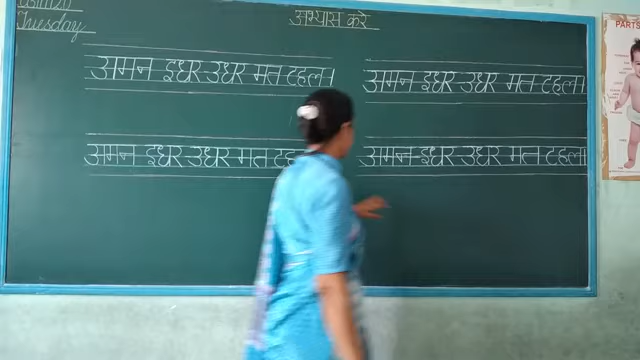 Tuesday
अभ्यास करे
अमन इधर उधर मत टहल।
अमन इधर उधर मत टहल।
अमन इधर-उधर मत
अमन इधर-उधर मत टहल।
PARTS